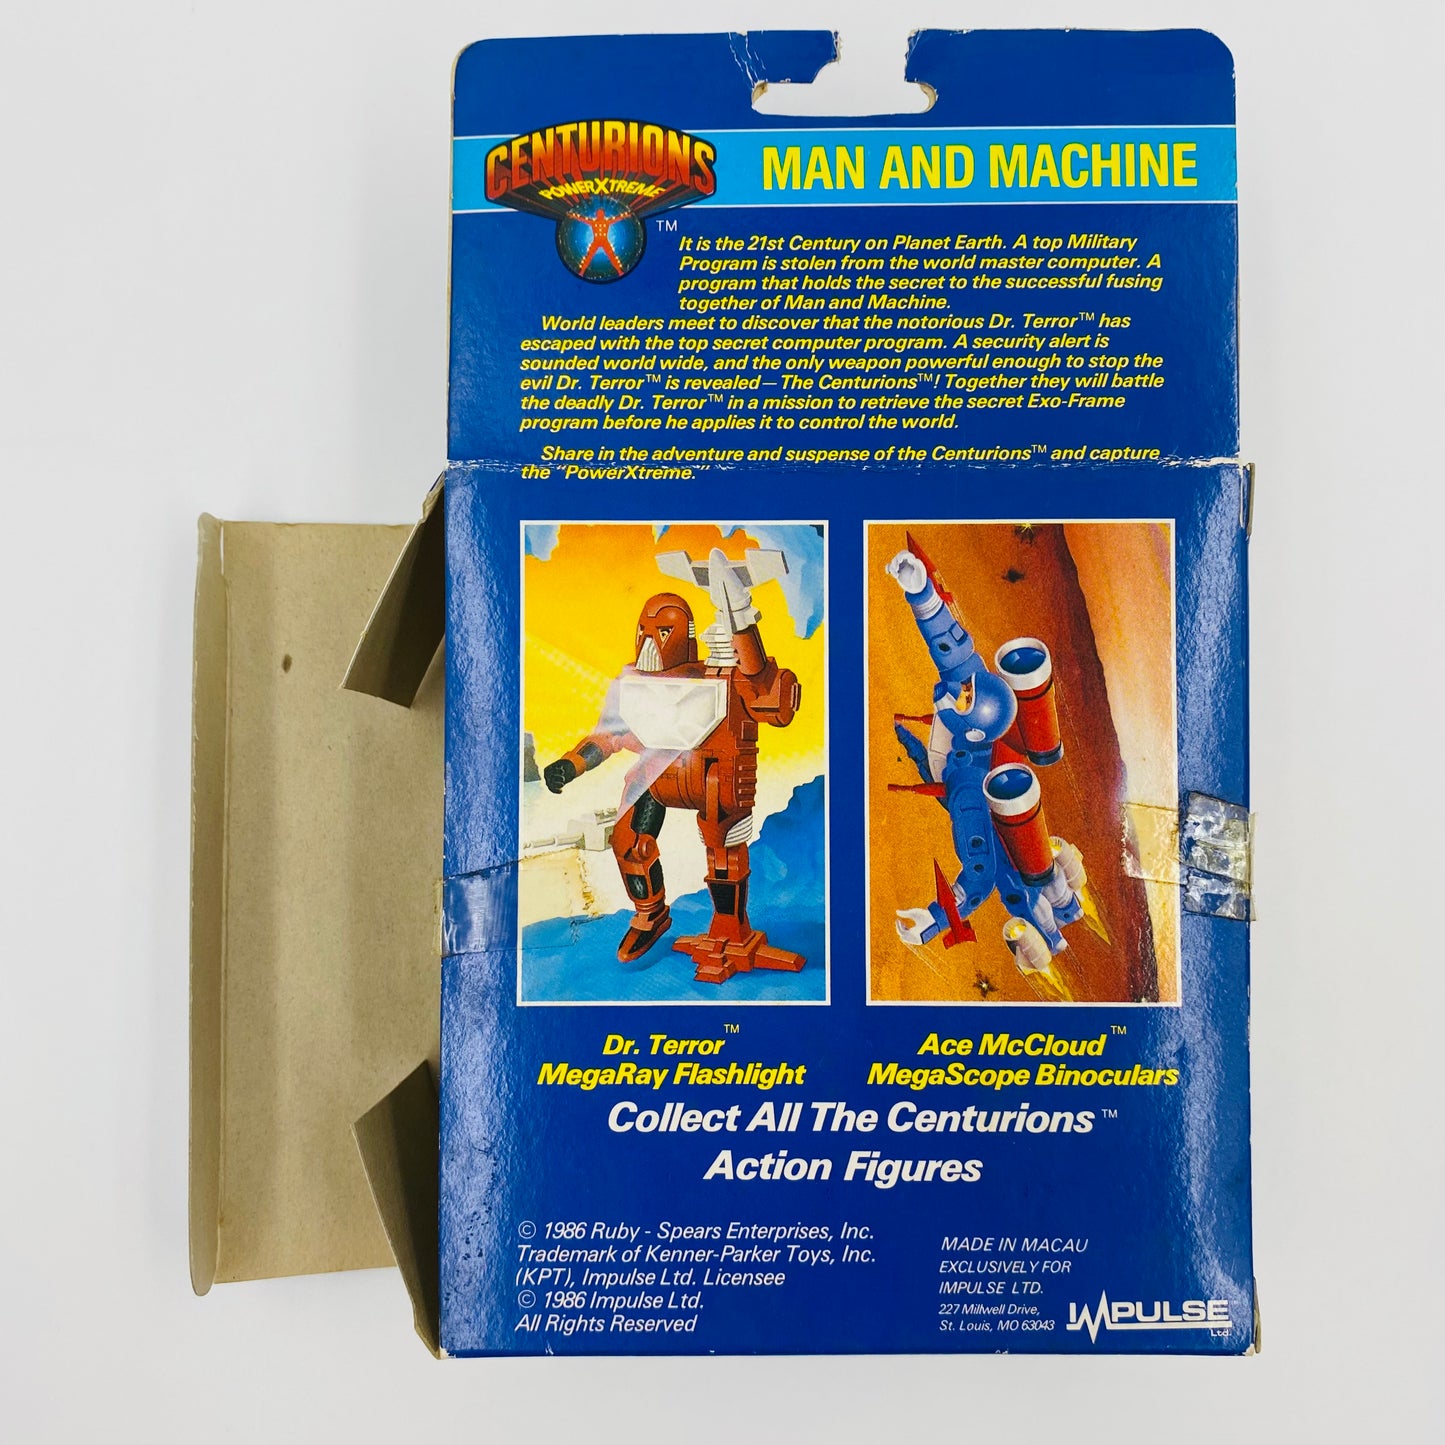 CENTURIONS
POWERXTREME
TM
MAN AND MACHINE
It is the 21st Century on Planet Earth. A top Military
Program is stolen from the world master computer. A
program that holds the secret to the successful fusing
together of Man and Machine.
World leaders meet to discover that the notorious Dr. Terror™ has
escaped with the top secret computer program. A security alert is
sounded world wide, and the only weapon powerful enough to stop the
evil Dr. Terror™ is revealed—The Centurions™! Together they will battle
the deadly Dr. Terror™ in a mission to retrieve the secret Exo-Frame
program before he applies it to control the world.
Share in the adventure and suspense of the Centurions™ and capture
the "PowerXtreme."
Dr. Terror™
MegaRay Flashlight
Ace McCloud™
MegaScope Binoculars
Collect All The Centurions™
Action Figures
© 1986 Ruby - Spears Enterprises, Inc.
Trademark of Kenner-Parker Toys, Inc.
(KPT), Impulse Ltd. Licensee
© 1986 Impulse Ltd.
All Rights Reserved
MADE IN MACAU
EXCLUSIVELY FOR
IMPULSE LTD.
227 Millwell Drive,
St. Louis, MO 63043
IMPULSE
Ltd.